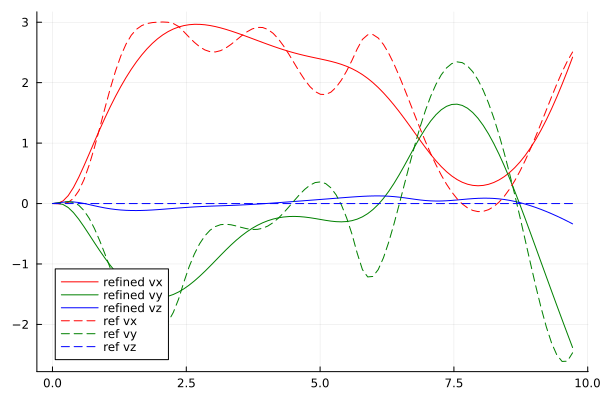 3
2
1
0
−1
−2
refined vx
refined vy
refined vz
ref vx
ref vy
ref vz
0.0 2.5 5.0 7.5 10.0